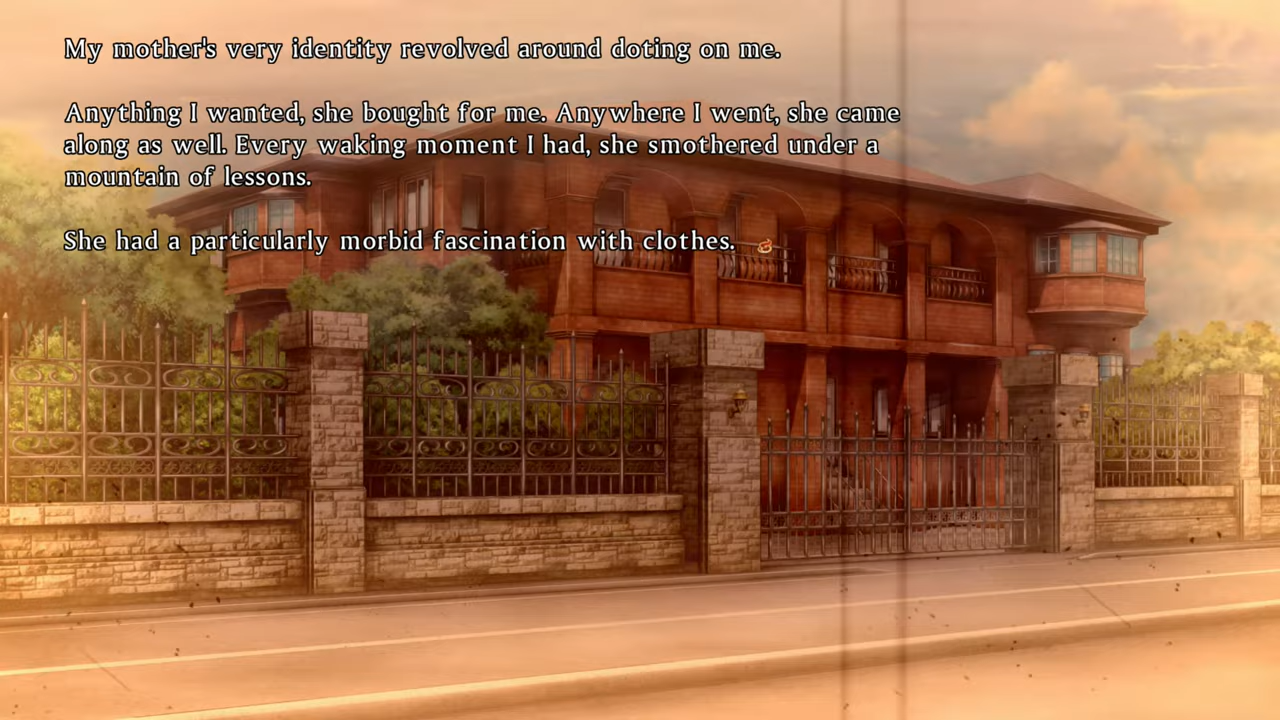 My mother's very identity revolved around doting on me.
Anything I wanted, she bought for me. Anywhere I went, she came
along as well. Every waking moment I had, she smothered under a
mountain of lessons.
She had a particularly morbid fascination with clothes.